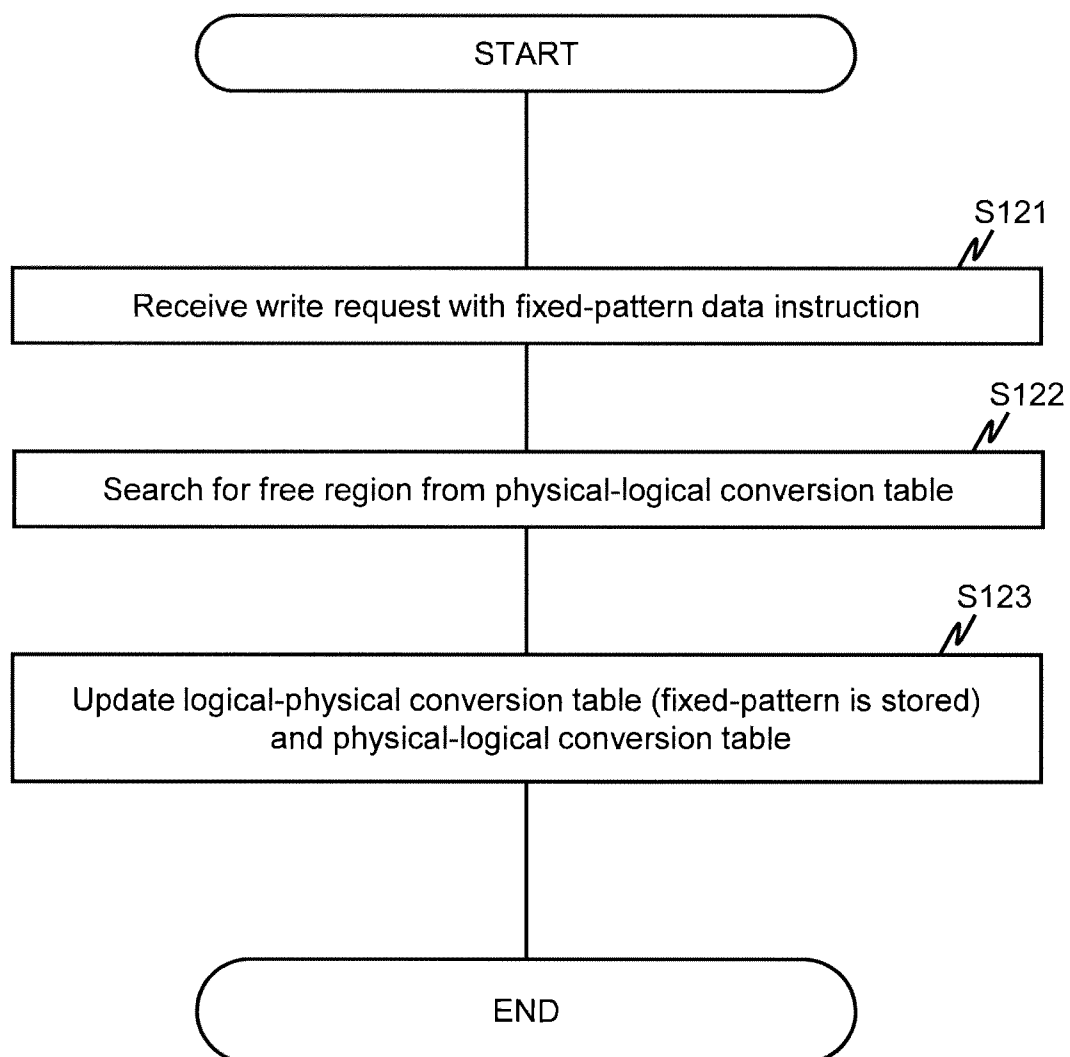 START
S121
Receive write request with fixed-pattern data instruction
S122
Search for free region from physical-logical conversion table
S123
Update logical-physical conversion table (fixed-pattern is stored)
and physical-logical conversion table
END